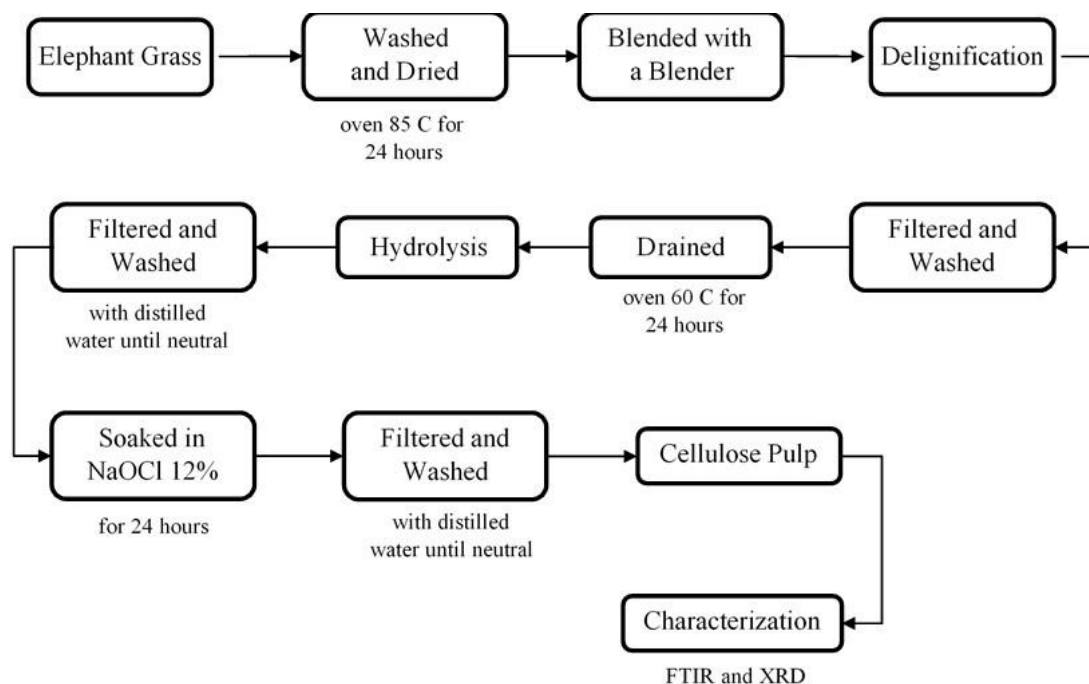 Elephant Grass
Washed
and Dried
oven 85 C for
24 hours
Blended with
a Blender
Delignification
Filtered and
Washed
Drained
oven 60 C for
24 hours
Hydrolysis
Filtered and
Washed
with distilled
water until neutral
Soaked in
NaOCl 12%
for 24 hours
Filtered and
Washed
with distilled
water until neutral
Cellulose Pulp
Characterization
FTIR and XRD